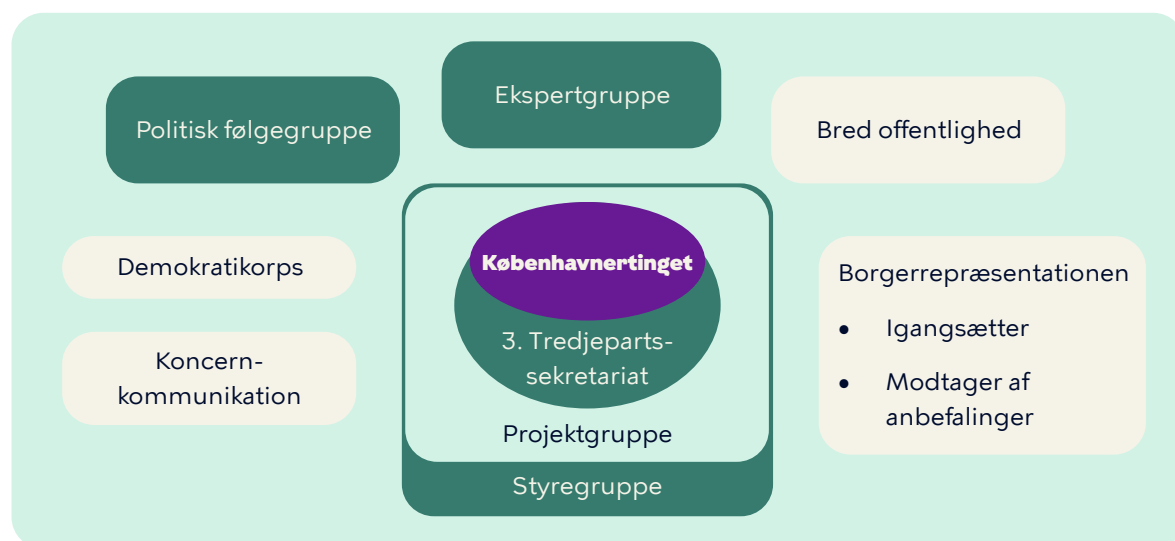 Ekspertgruppe
Politisk følgegruppe
Bred offentlighed
Københavnertinget
3. Tredjeparts-
sekretariat
Projektgruppe
Styregruppe
Demokratikorps
Koncern-
kommunikation
Borgerrepræsentationen
• Igangsætter
• Modtager af
anbefalinger